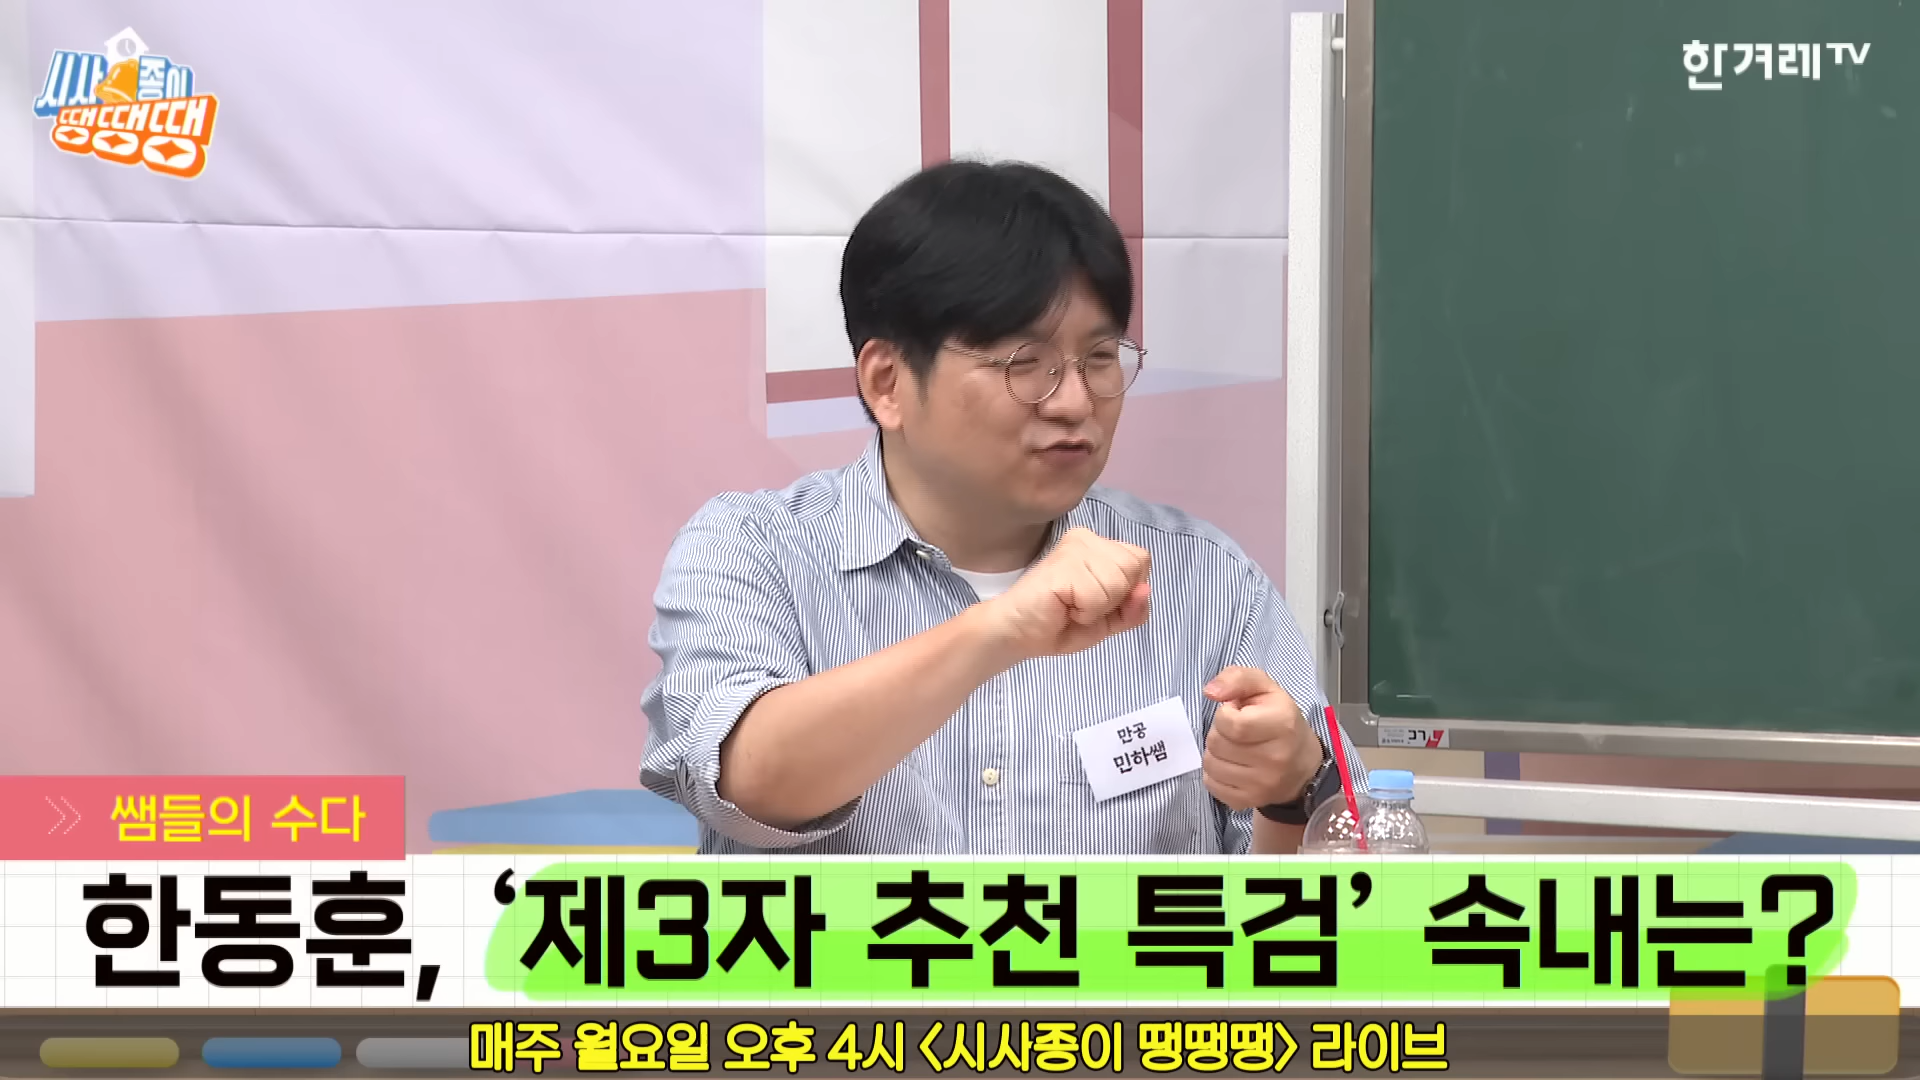 시사종이
땡땡땡
한겨레TV
만공
민하쌤
쌤들의 수다
한동훈, ‘제3자 추천 특검’ 속내는?
매주 월요일 오후 4시 <시사종이 땡땡땡> 라이브